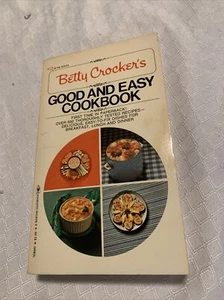 Betty Crocker's
GOOD AND EASY
COOKBOOK
FIRST TIME IN PAPERBACK!
OVER 850 THOROUGHLY TESTED RECIPES—
DELICIOUS, EASY-TO-FIX DISHES FOR
BREAKFAST, LUNCH AND DINNER